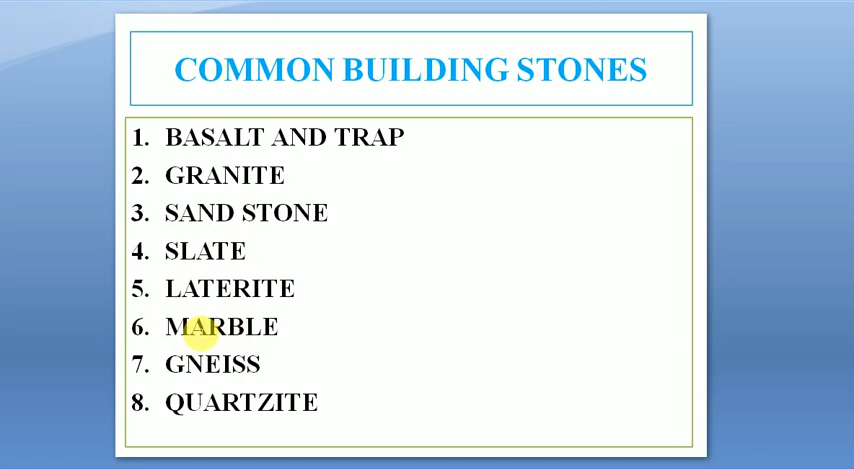 COMMON BUILDING STONES
1. BASALT AND TRAP
2. GRANITE
3. SAND STONE
4. SLATE
5. LATERITE
6. MARBLE
7. GNEISS
8. QUARTZITE